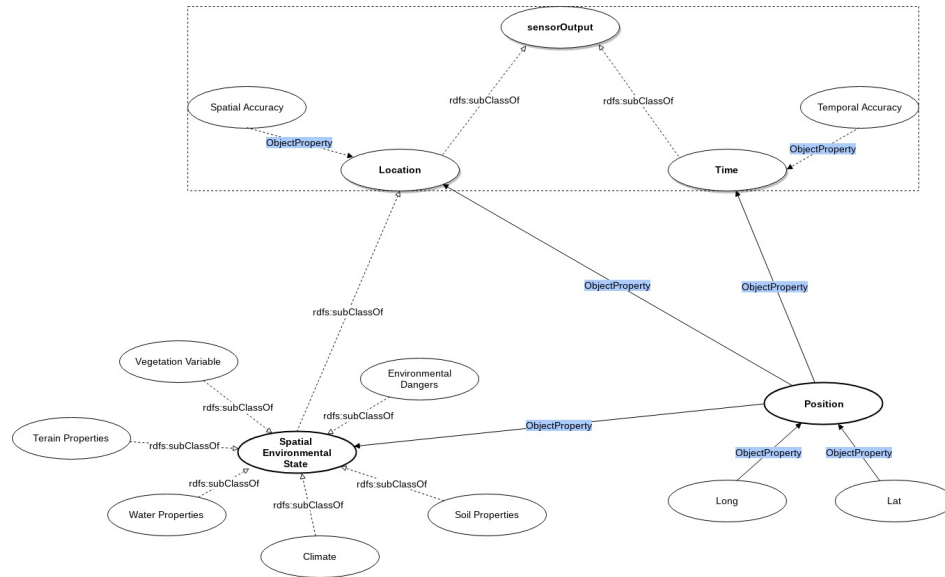 sensorOutput
Spatial Accuracy
rdfs:subClassOf
rdfs:subClassOf
Temporal Accuracy
ObjectProperty
ObjectProperty
Location
Time
ObjectProperty
ObjectProperty
rdfs:subClassOf
Vegetation Variable
Environmental
Dangers
rdfs:subClassOf
rdfs:subClassOf
Position
ObjectProperty
Terrain Properties
rdfs:subClassOf
Spatial
Environmental
State
ObjectProperty
ObjectProperty
rdfs:subClassOf
rdfs:subClassOf
rdfs:subClassOf
Water Properties
Soil Properties
Long
Lat
Climate